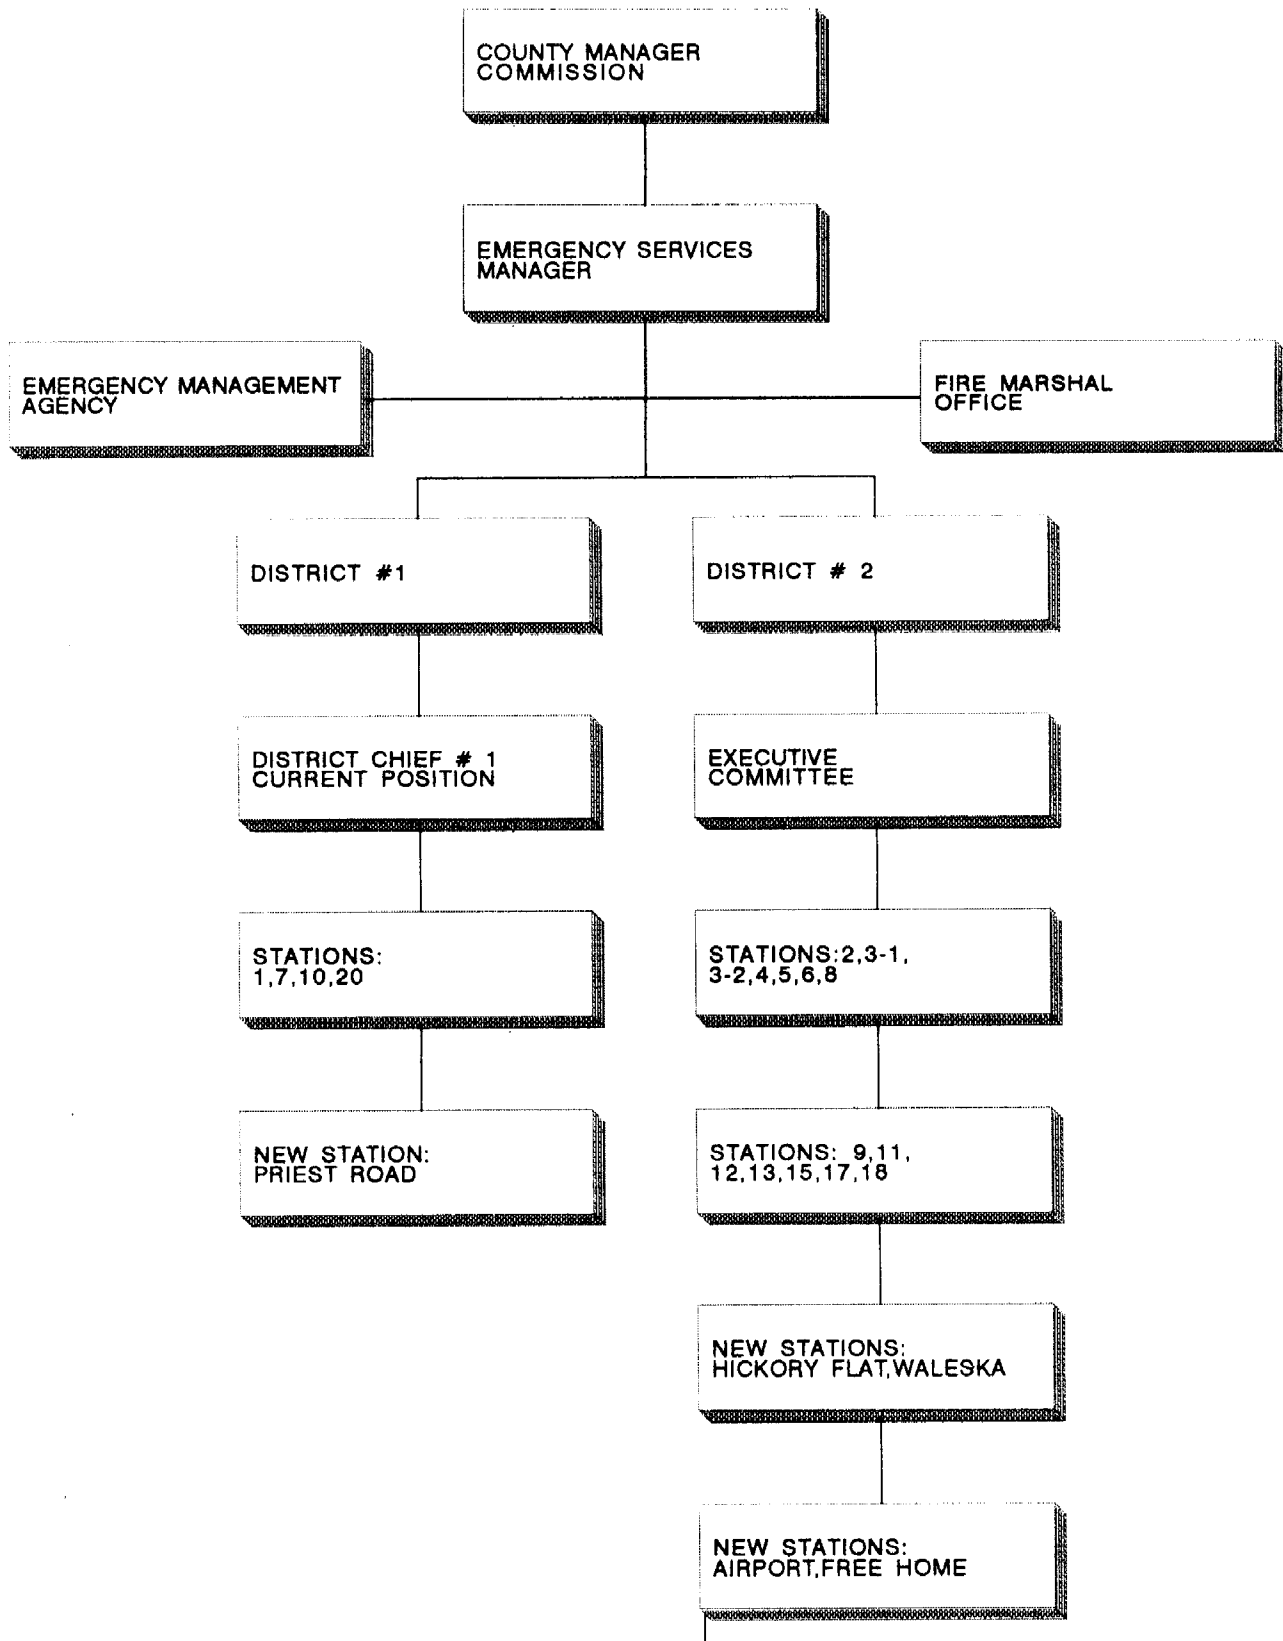 COUNTY MANAGER
COMMISSION
EMERGENCY SERVICES
MANAGER
EMERGENCY MANAGEMENT
AGENCY
FIRE MARSHAL
OFFICE
DISTRICT #1
DISTRICT # 2
DISTRICT CHIEF # 1
CURRENT POSITION
EXECUTIVE
COMMITTEE
STATIONS:
1,7,10,20
STATIONS:2,3-1,
3-2,4,5,6,8
NEW STATION:
PRIEST ROAD
STATIONS: 9,11,
12,13,15,17,18
NEW STATIONS:
HICKORY FLAT,WALESKA
NEW STATIONS:
AIRPORT,FREE HOME